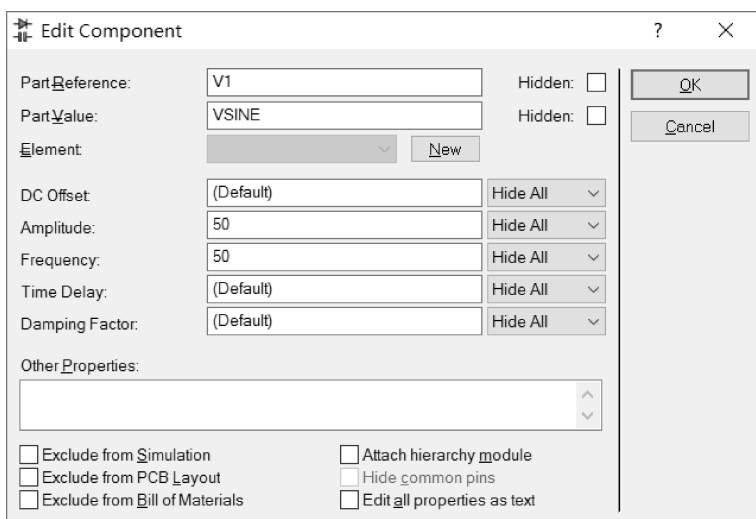 Edit Component ? X
Part Reference: V1 Hidden: OK
Part Value: VSINE Hidden: Cancel
Element: New
DC Offset: (Default) Hide All
Amplitude: 50 Hide All
Frequency: 50 Hide All
Time Delay: (Default) Hide All
Damping Factor: (Default) Hide All
Other Properties:
Exclude from Simulation Attach hierarchy module
Exclude from PCB Layout Hide common pins
Exclude from Bill of Materials Edit all properties as text